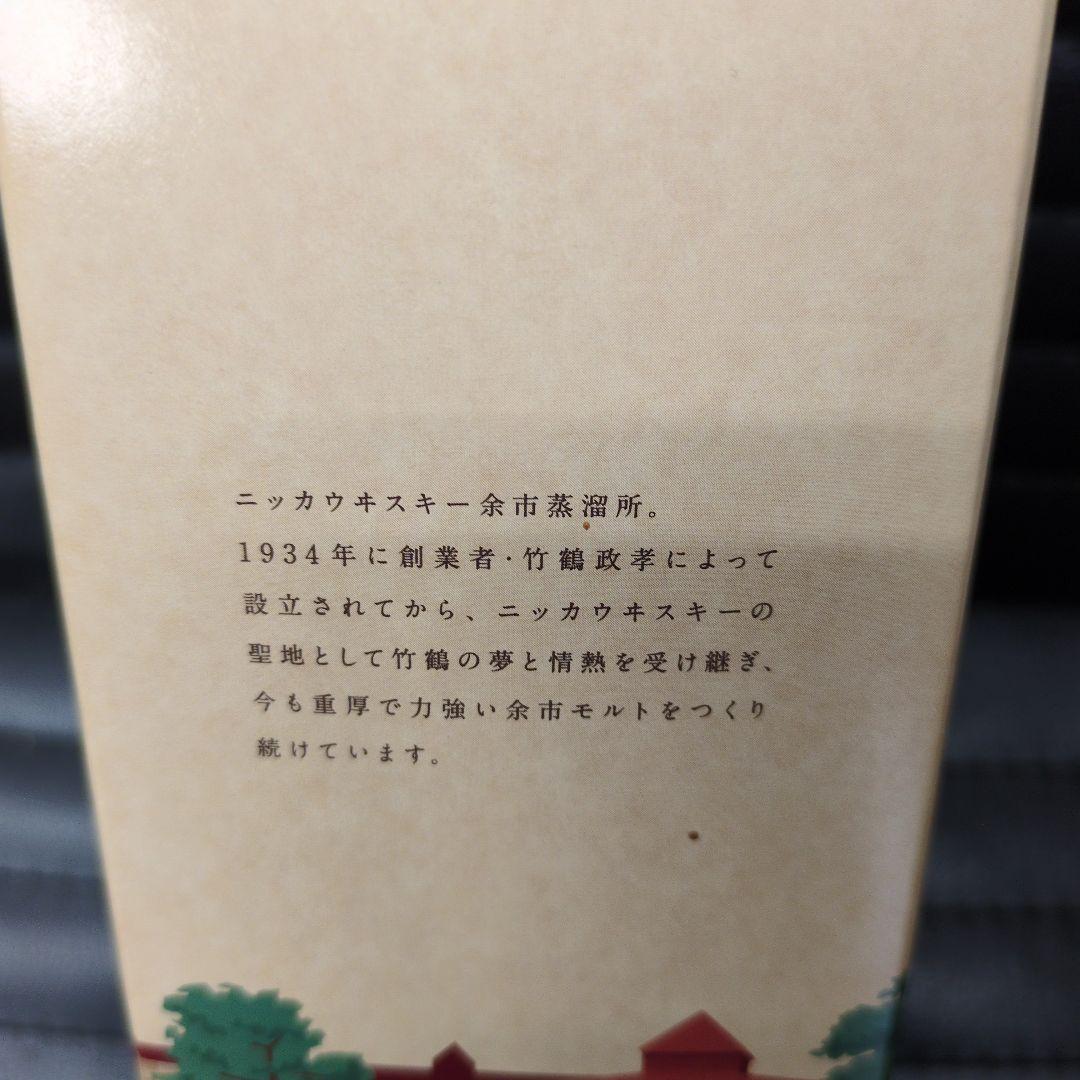 ニッカウヰスキー余市蒸溜所。
1934年に創業者・竹鶴政孝によって
設立されてから、ニッカウヰスキーの
聖地として竹鶴の夢と情熱を受け継ぎ、
今も重厚で力強い余市モルトをつくり
続けています。